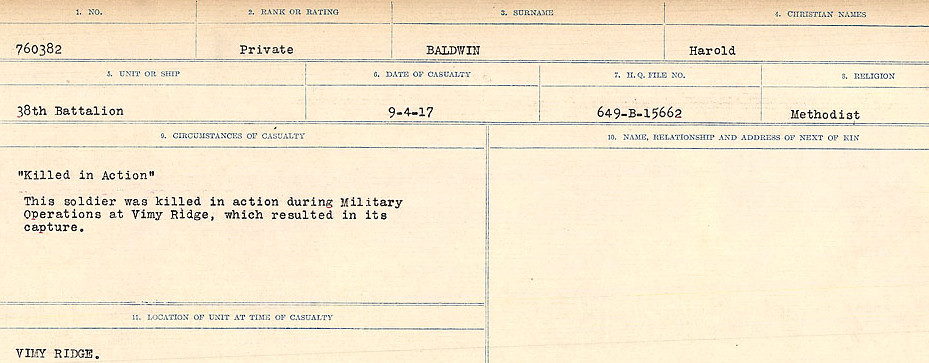 1. NO. 2. RANK OR RATING 3. SURNAME 4. CHRISTIAN NAMES
760382 Private BALDWIN Harold
5. UNIT OR SHIP 6. DATE OF CASUALTY 7. H. Q. FILE NO. 8. RELIGION
38th Battalion 9-4-17 649-B-15662 Methodist
9. CIRCUMSTANCES OF CASUALTY 10. NAME, RELATIONSHIP AND ADDRESS OF NEXT OF KIN
"Killed in Action"
This soldier was killed in action during Military
Operations at Vimy Ridge, which resulted in its
capture.
11. LOCATION OF UNIT AT TIME OF CASUALTY
VIMY RIDGE.